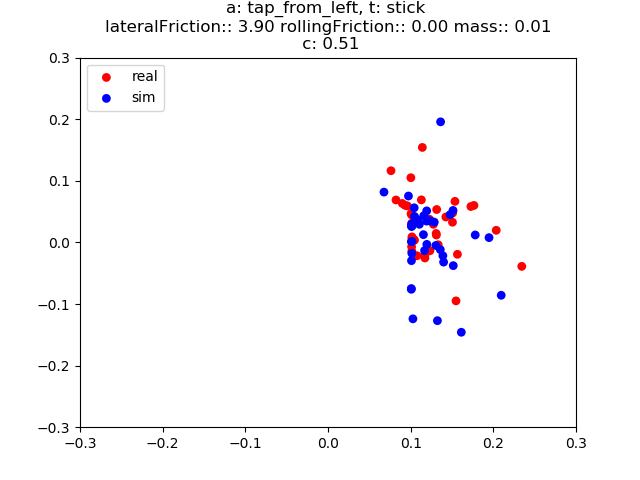 a: tap_from_left, t: stick
lateralFriction:: 3.90 rollingFriction:: 0.00 mass:: 0.01
c: 0.51
real
sim
0.3
0.2
0.1
0.0
−0.1
−0.2
−0.3
−0.3
−0.2
−0.1
0.0
0.1
0.2
0.3